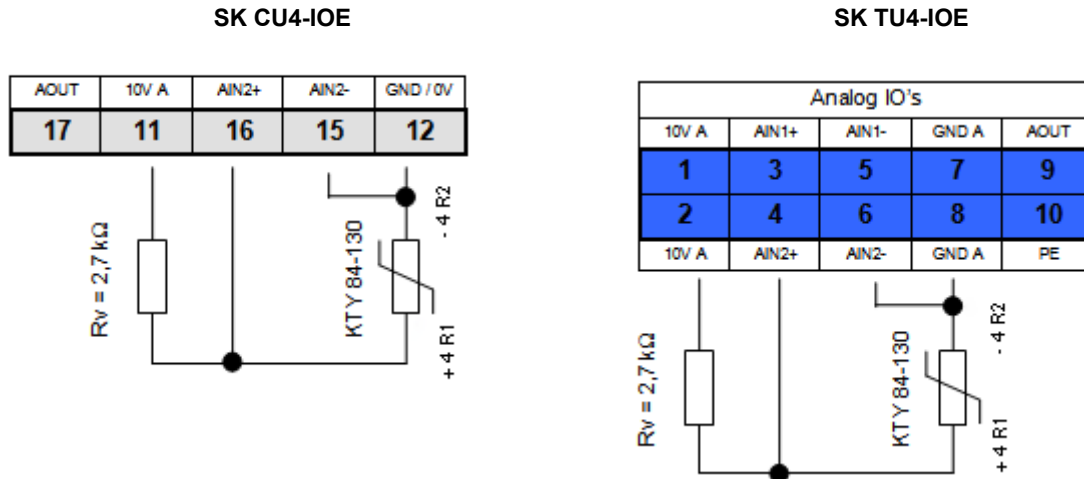 SK CU4-IOE
AOUT 10V A AIN2+ AIN2- GND / 0V
17 11 16 15 12
Rv = 2,7 kΩ
KTY 84-130
- 4 R2
+ 4 R1
SK TU4-IOE
Analog IO's
10V A AIN1+ AIN1- GND A AOUT
1 3 5 7 9
2 4 6 8 10
10V A AIN2+ AIN2- GND A PE
Rv = 2,7 kΩ
KTY 84-130
- 4 R2
+ 4 R1